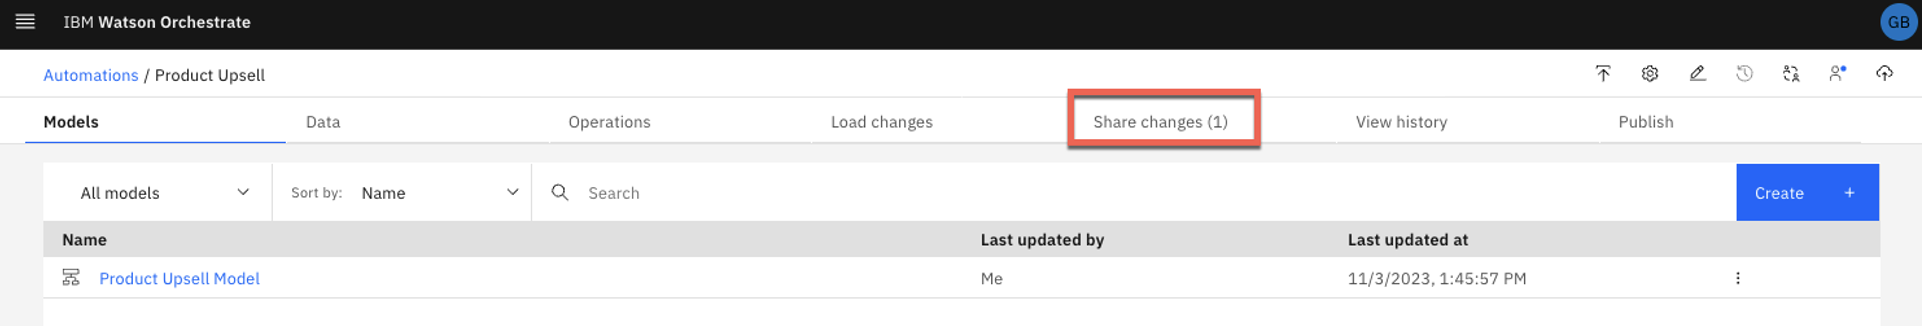 IBM Watson Orchestrate GB
Automations / Product Upsell
Models Data Operations Load changes Share changes (1) View history Publish
All models Sort by: Name Search Create +
Name Last updated by Last updated at
Product Upsell Model Me 11/3/2023, 1:45:57 PM